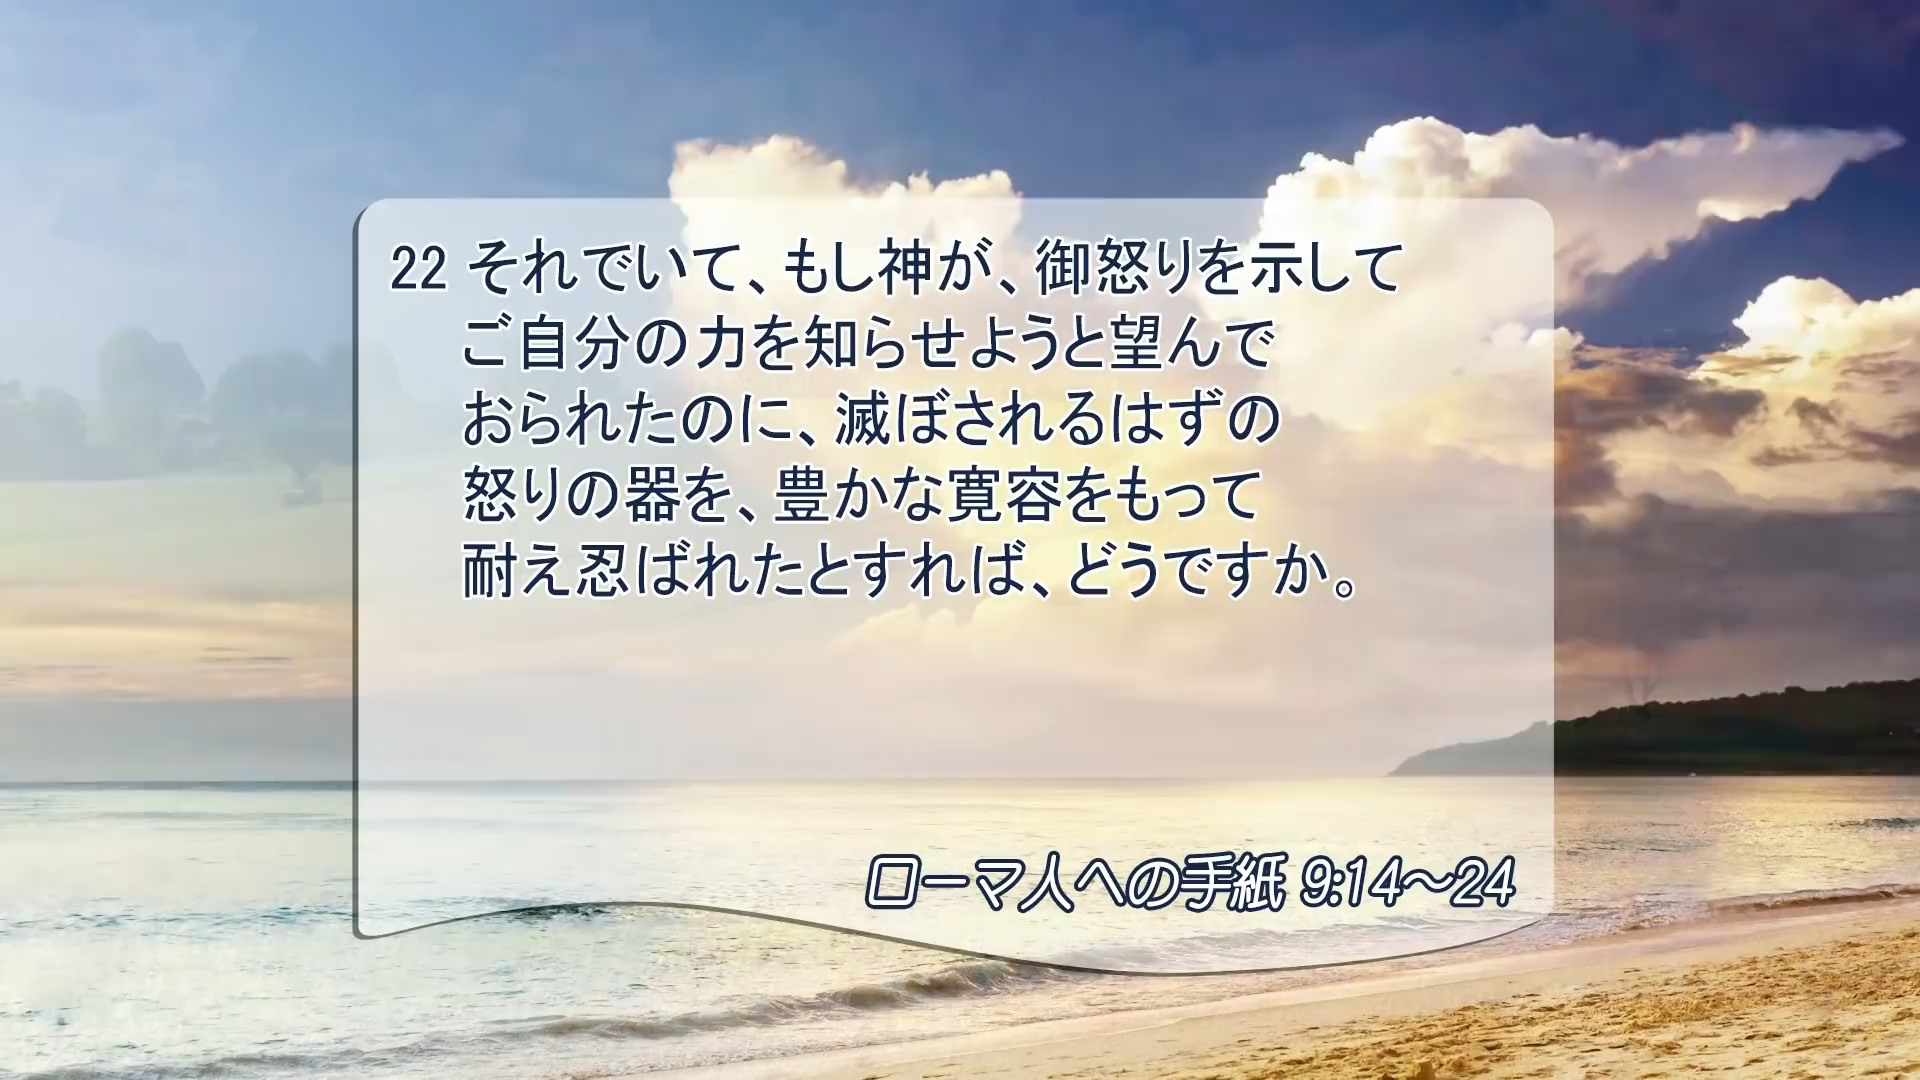 22 それでいて、もし神が、御怒りを示して
ご自分の力を知らせようと望んで
おられたのに、滅ぼされるはずの
怒りの器を、豊かな寛容をもって
耐え忍ばれたとすれば、どうですか。
ローマ人への手紙 9:14～24